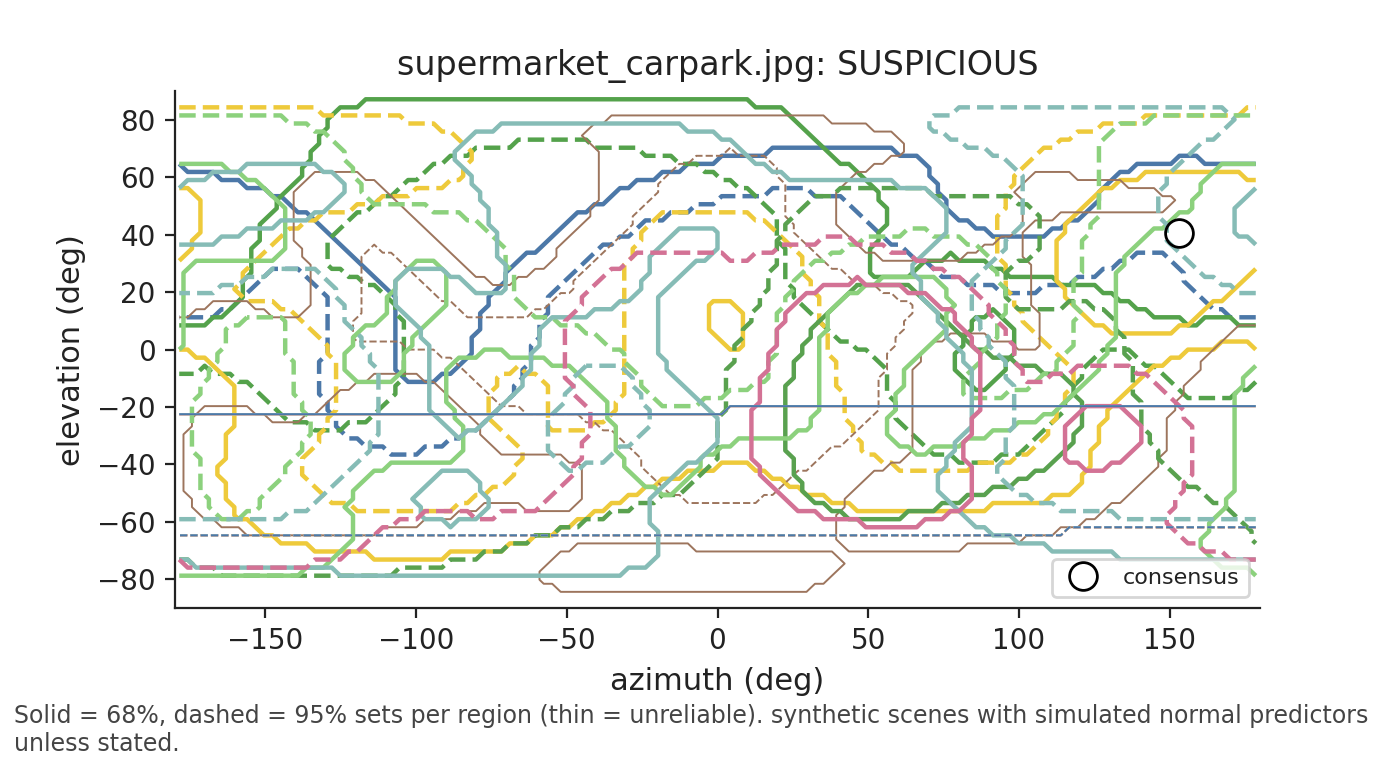 supermarket_carpark.jpg: SUSPICIOUS
80
60
40
20
0
−20
−40
−60
−80
elevation (deg)
−150
−100
−50
0
50
100
150
azimuth (deg)
consensus
Solid = 68%, dashed = 95% sets per region (thin = unreliable). synthetic scenes with simulated normal predictors
unless stated.